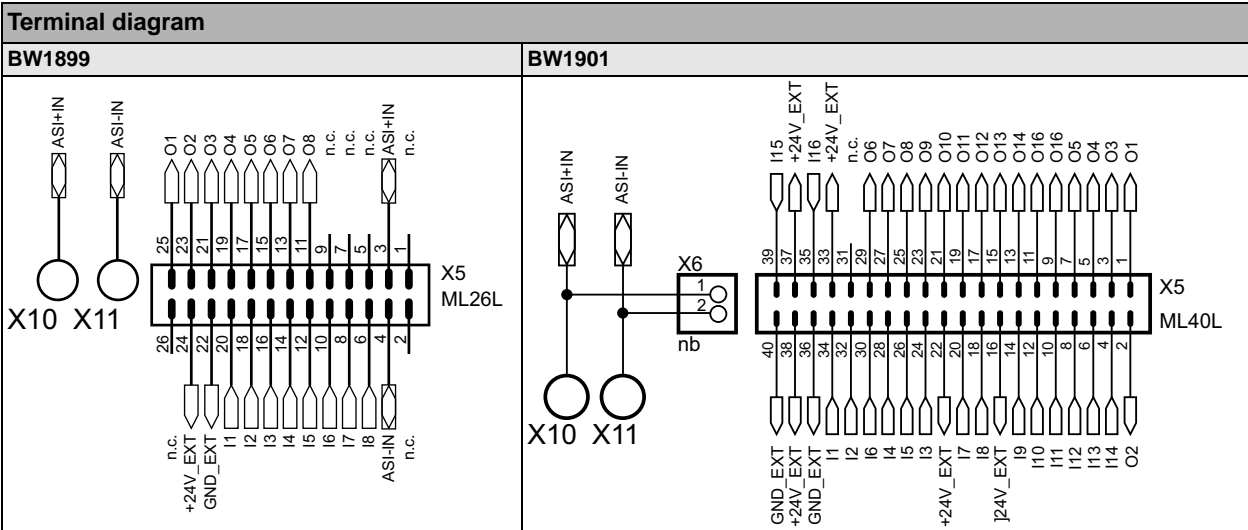 Terminal diagram
BW1899
ASI+IN
ASI-IN
X10 X11
O1 O2 O3 O4 O5 O6 O7 O8 n.c. n.c. n.c. ASI+IN n.c.
25 23 21 19 17 15 13 11 9 7 5 3 1
X5
ML26L
26 24 22 20 18 16 14 12 10 8 6 4 2
n.c. +24V_EXT GND_EXT I1 I2 I3 I4 I5 I6 I7 I8 ASI-IN n.c.
BW1901
ASI+IN
ASI-IN
X6
1
2
nb
X10 X11
I15 +24V_EXT I16 +24V_EXT n.c. O6 O7 O8 O9 O10 O11 O12 O13 O14 O16 O16 O5 O4 O3 O1
39 37 35 33 31 29 27 25 23 21 19 17 15 13 11 9 7 5 3 1
X5
ML40L
40 38 36 34 32 30 28 26 24 22 20 18 16 14 12 10 8 6 4 2
GND_EXT +24V_EXT GND_EXT I1 I2 I6 I4 I5 I3 +24V_EXT I7 I8 ]24V_EXT I9 I10 I11 I12 I13 I14 O2